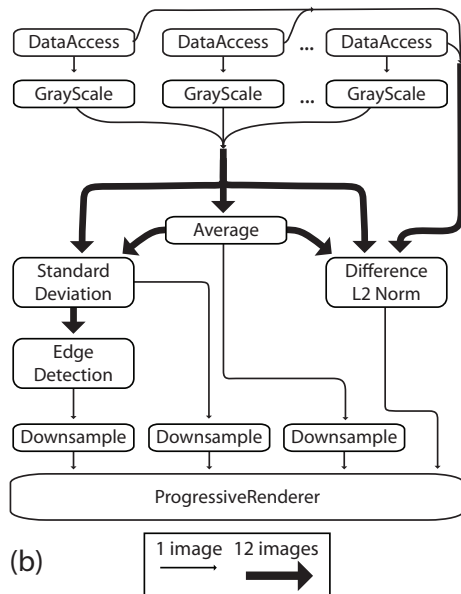 DataAccess DataAccess ... DataAccess
GrayScale GrayScale ... GrayScale
Average
Standard
Deviation
Difference
L2 Norm
Edge
Detection
Downsample Downsample Downsample
ProgressiveRenderer
(b)
1 image 12 images